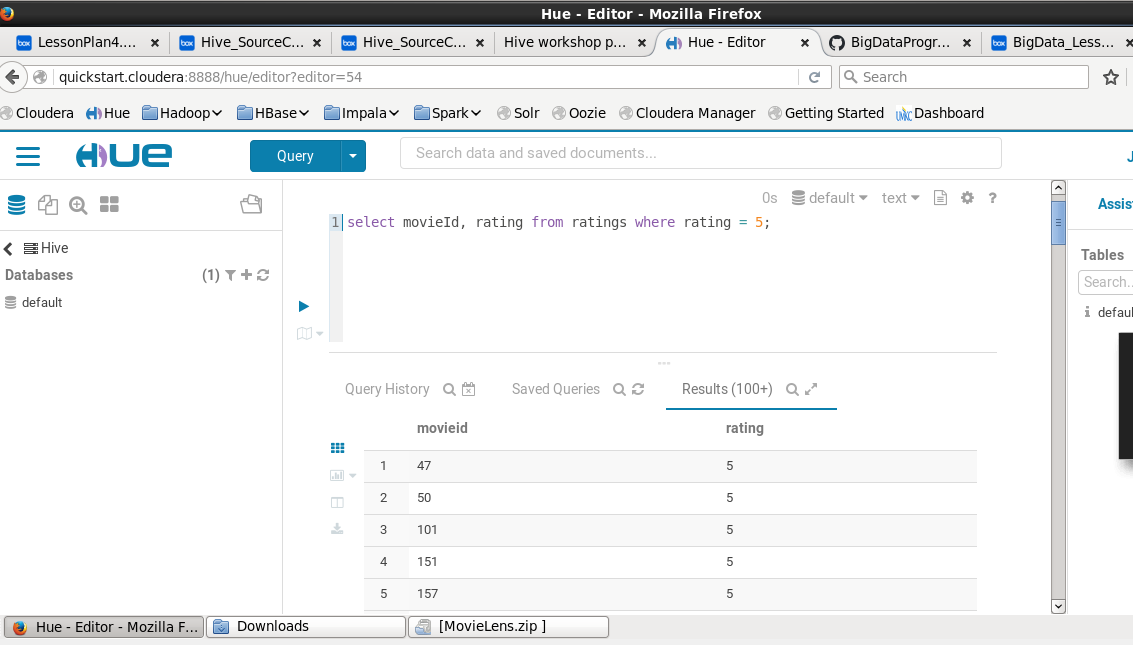 Hue - Editor - Mozilla Firefox
LessonPlan4.... Hive_SourceC... Hive_SourceC... Hive workshop p... Hue - Editor BigDataProgr... BigData_Less...
quickstart.cloudera:8888/hue/editor?editor=54 Search
Cloudera Hue Hadoop HBase Impala Spark Solr Oozie Cloudera Manager Getting Started UMKC Dashboard
HUE Query Search data and saved documents... J
0s default text ?
Assis
1 select movieId, rating from ratings where rating = 5;
Hive
Databases (1)
default
Tables
Search..
defaul
Query History Saved Queries Results (100+)
movieid rating
1 47 5
2 50 5
3 101 5
4 151 5
5 157 5
Hue - Editor - Mozilla F... Downloads [MovieLens.zip ]